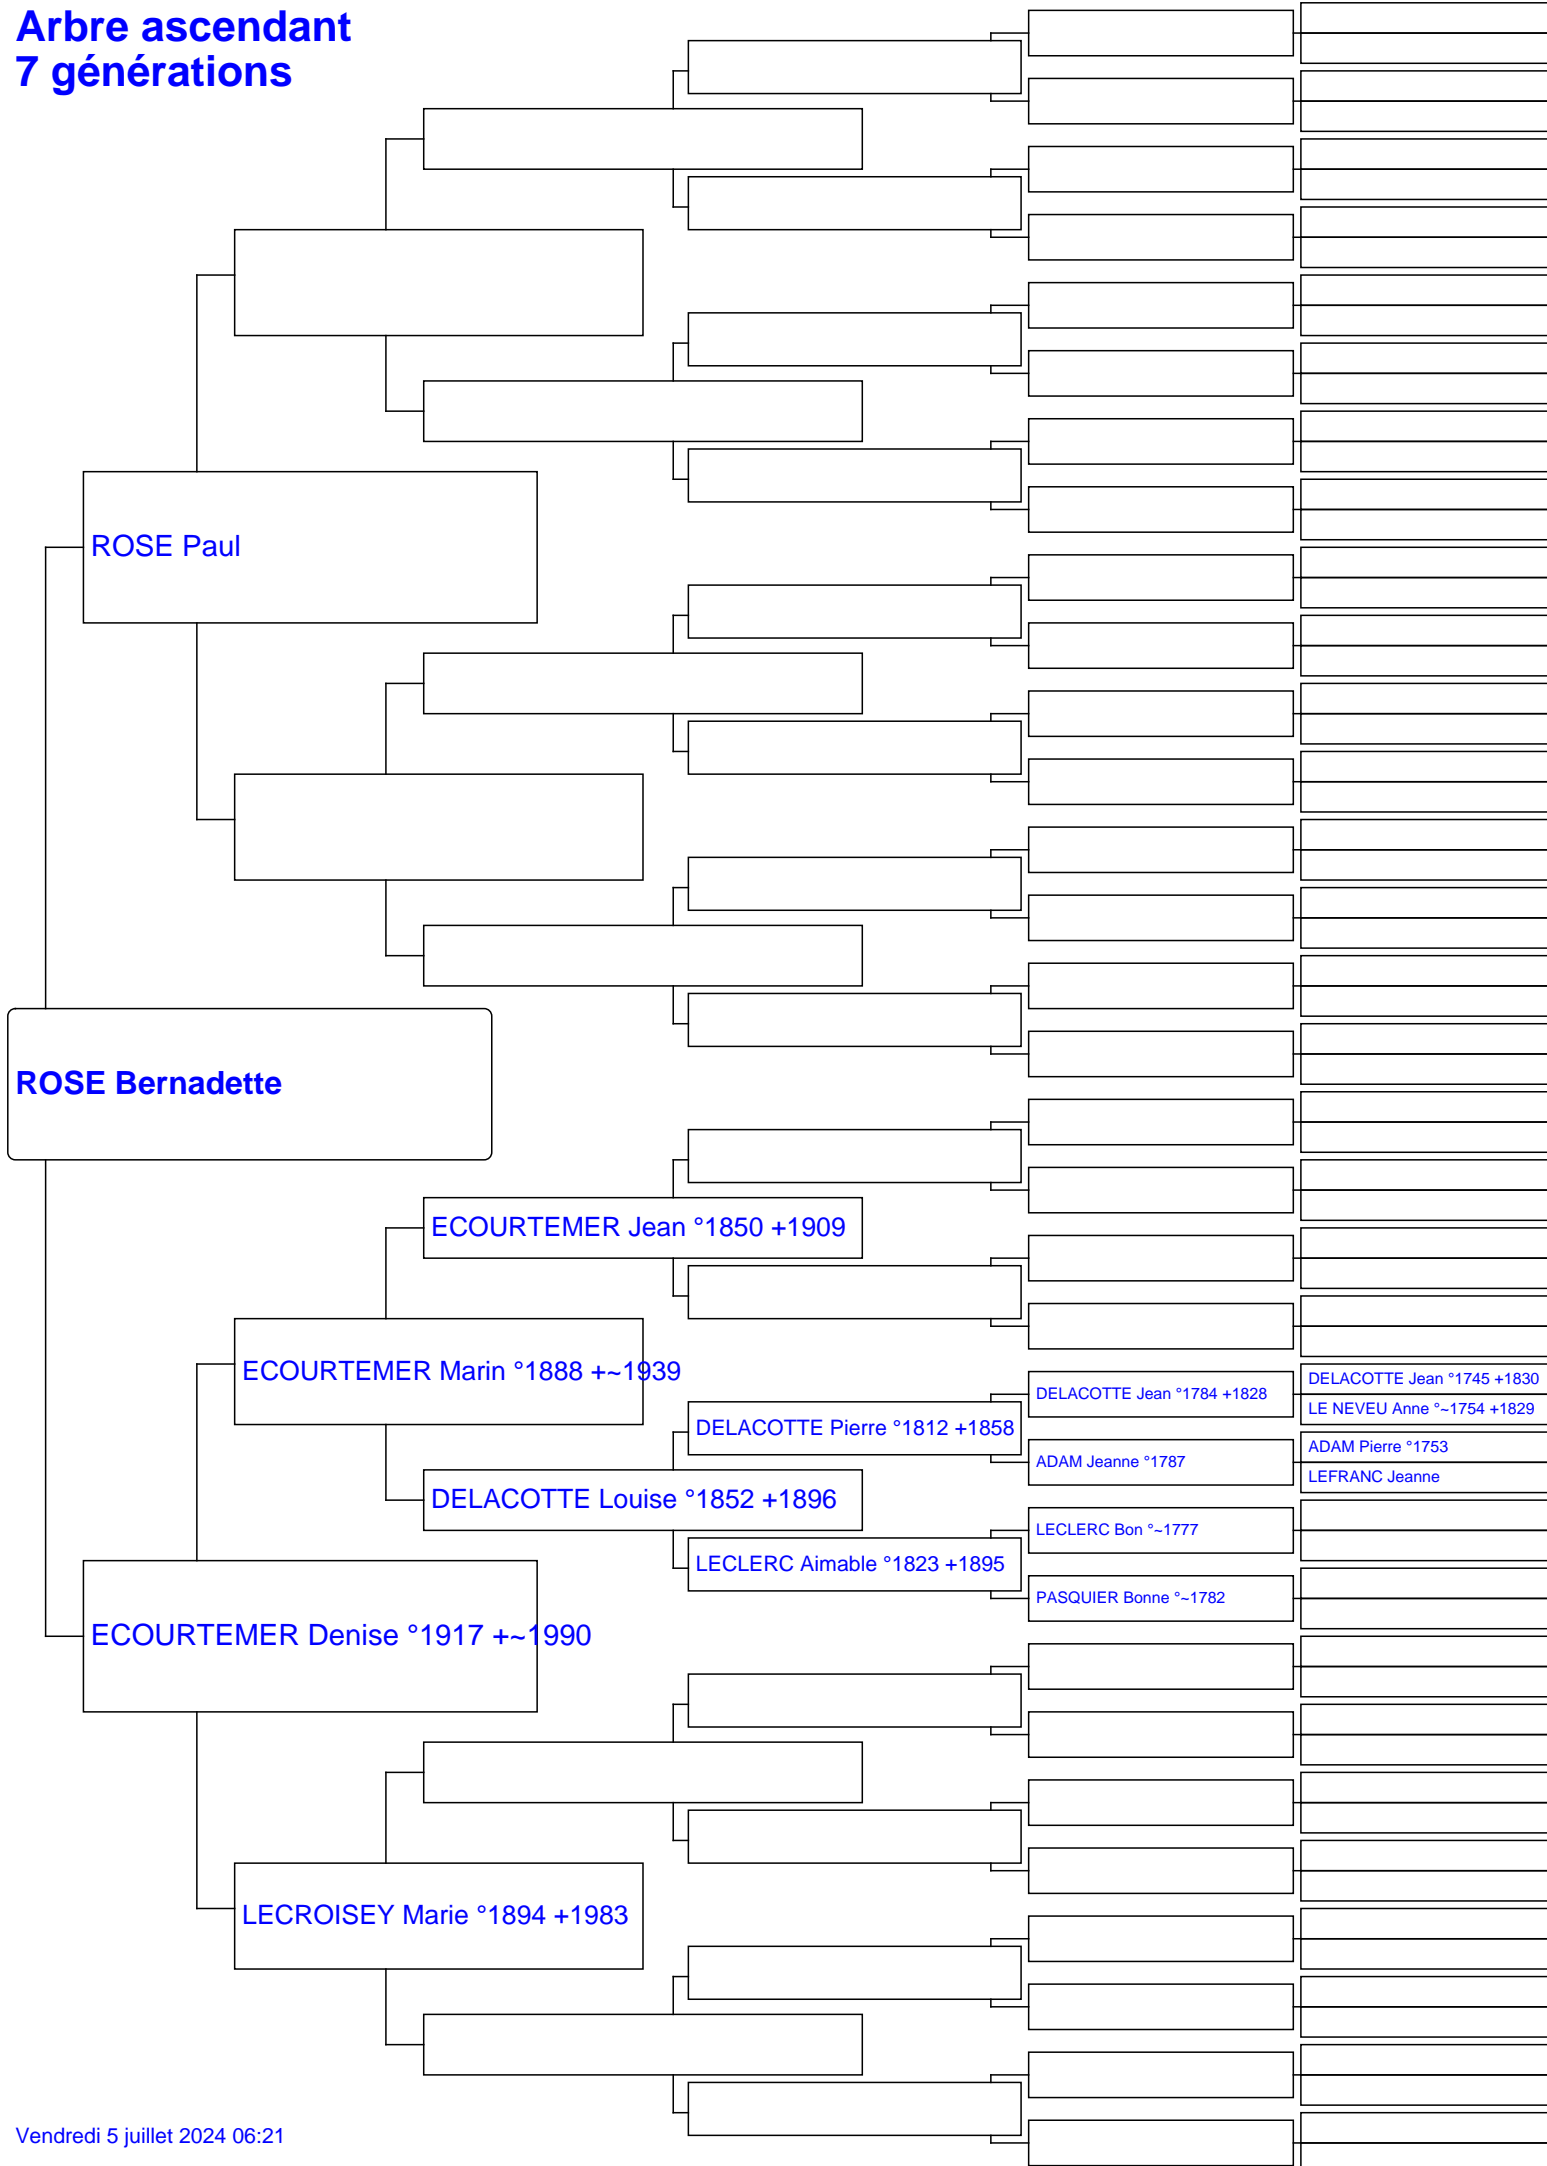 Arbre ascendant
7 générations
ROSE Paul
ROSE Bernadette
ECOURTEMER Jean °1850 +1909
ECOURTEMER Marin °1888 +~1939
DELACOTTE Jean °1745 +1830
DELACOTTE Jean °1784 +1828
LE NEVEU Anne °~1754 +1829
DELACOTTE Pierre °1812 +1858
ADAM Pierre °1753
ADAM Jeanne °1787
LEFRANC Jeanne
DELACOTTE Louise °1852 +1896
LECLERC Bon °~1777
LECLERC Aimable °1823 +1895
PASQUIER Bonne °~1782
ECOURTEMER Denise °1917 +~1990
LECROISEY Marie °1894 +1983
Vendredi 5 juillet 2024 06:21